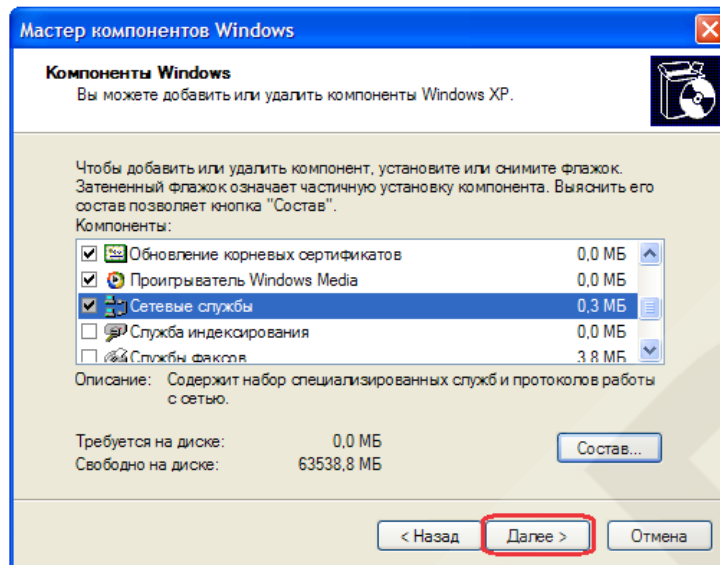 Мастер компонентов Windows
Компоненты Windows
Вы можете добавить или удалить компоненты Windows XP.
Чтобы добавить или удалить компонент, установите или снимите флажок.
Затененный флажок означает частичную установку компонента. Выяснить его
состав позволяет кнопка "Состав".
Компоненты:
Обновление корневых сертификатов 0,0 МБ
Проигрыватель Windows Media 0,0 МБ
Сетевые службы 0,3 МБ
Служба индексирования 0,0 МБ
Службы факсов 3,8 МБ
Описание: Содержит набор специализированных служб и протоколов работы
с сетью.
Требуется на диске: 0,0 МБ
Состав...
Свободно на диске: 63538,8 МБ
< Назад Далее > Отмена